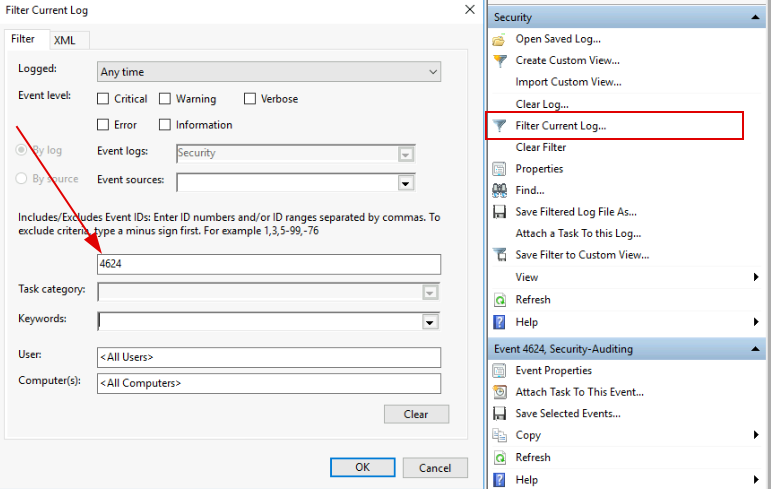 Filter Current Log
Filter XML
Logged: Any time
Event level: Critical Warning Verbose
Error Information
By log Event logs: Security
By source Event sources:
Includes/Excludes Event IDs: Enter ID numbers and/or ID ranges separated by commas. To
exclude criteria, type a minus sign first. For example 1,3,5-99,-76
4624
Task category:
Keywords:
User: <All Users>
Computer(s): <All Computers>
Clear
OK Cancel
Security
Open Saved Log...
Create Custom View...
Import Custom View...
Clear Log...
Filter Current Log...
Clear Filter
Properties
Find...
Save Filtered Log File As...
Attach a Task To this Log...
Save Filter to Custom View...
View
Refresh
Help
Event 4624, Security-Auditing
Event Properties
Attach Task To This Event...
Save Selected Events...
Copy
Refresh
Help